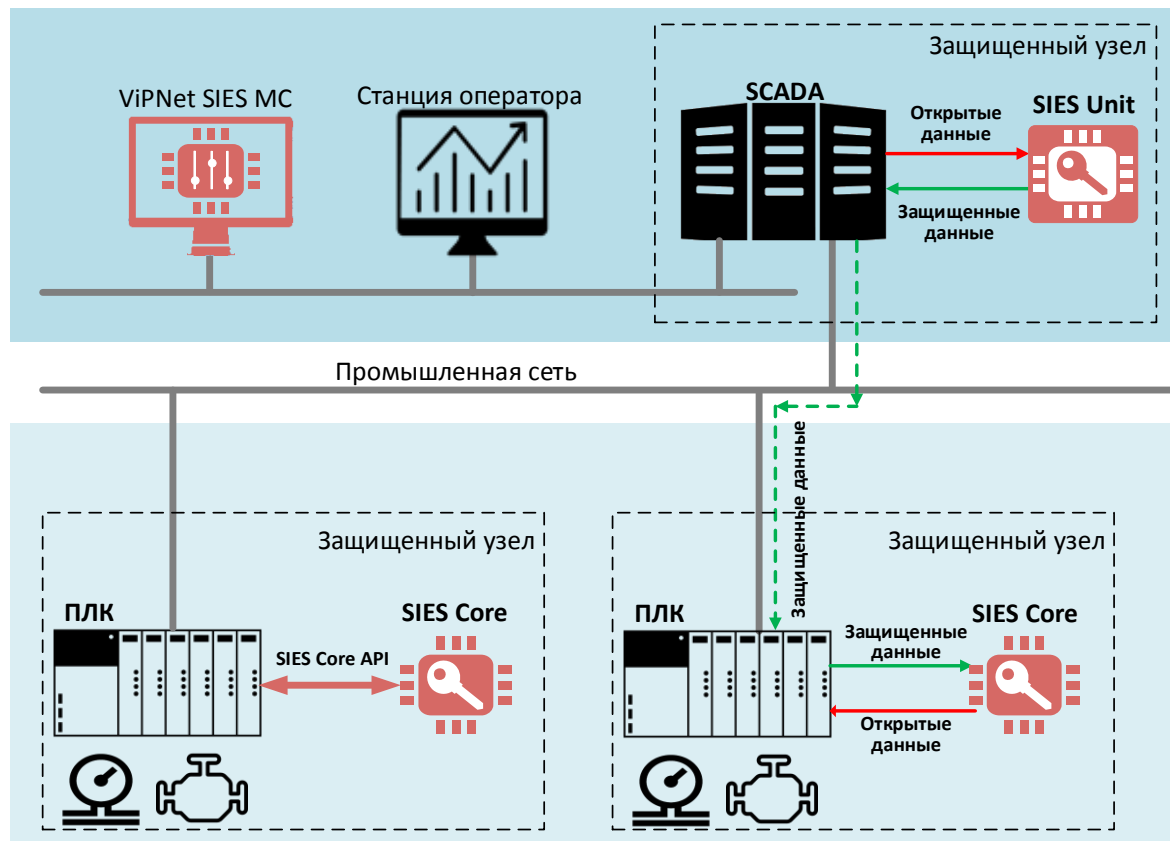 Защищенный узел
ViPNet SIES MC
Станция оператора
SCADA
SIES Unit
Открытые
данные
Защищенные
данные
Промышленная сеть
Защищенные данные
Защищенный узел
ПЛК
SIES Core
SIES Core API
Защищенный узел
ПЛК
SIES Core
Защищенные
данные
Открытые
данные